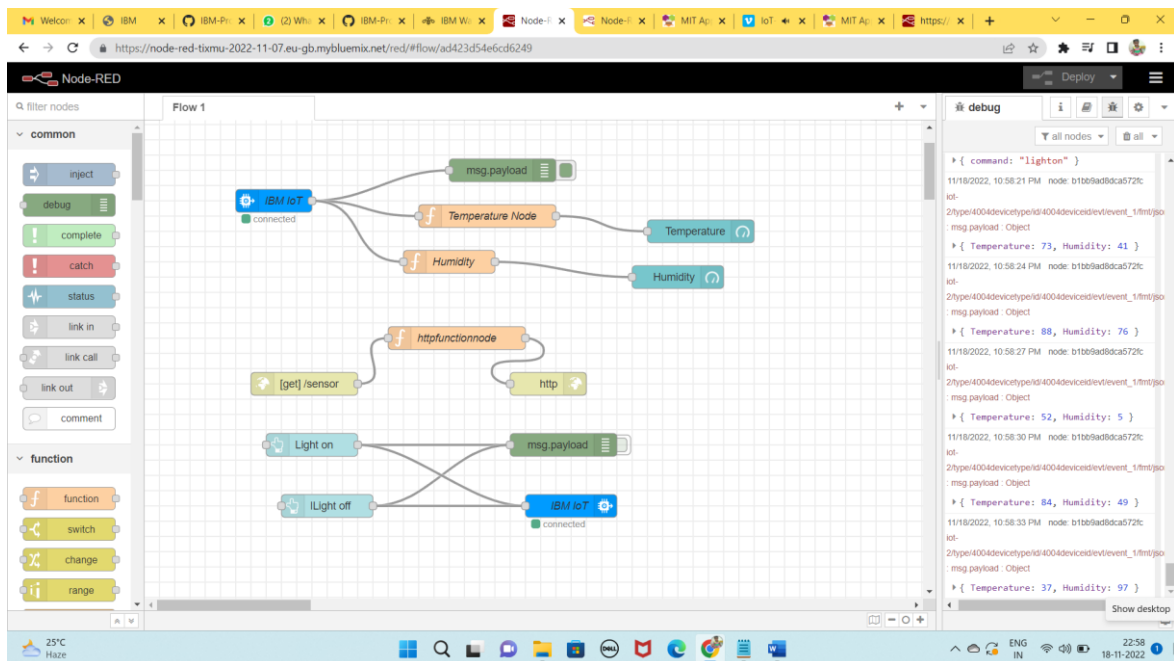 Welcom
IBM
IBM-Pro
(2) Wha
IBM-Pro
IBM Wa
Node-R
Node-R
MIT Ap
IoT
MIT Ap
https://
https://node-red-tixmu-2022-11-07.eu-gb.mybluemix.net/red/#flow/ad423d54e6cd6249
Node-RED
Deploy
filter nodes
Flow 1
debug
i
all nodes
all
common
inject
debug
complete
catch
status
link in
link call
link out
comment
function
f function
switch
change
range
IBM IoT
connected
msg.payload
f Temperature Node
Temperature
f Humidity
Humidity
f httpfunctionnode
[get] /sensor
http
Light on
msg.payload
lLight off
IBM IoT
connected
{ command: "lighton" }
11/18/2022, 10:58:21 PM node: b1bb9ad8dca572fc
iot-
2/type/4004devicetype/id/4004deviceid/evt/event_1/fmt/jso
: msg.payload : Object
{ Temperature: 73, Humidity: 41 }
11/18/2022, 10:58:24 PM node: b1bb9ad8dca572fc
iot-
2/type/4004devicetype/id/4004deviceid/evt/event_1/fmt/jso
: msg.payload : Object
{ Temperature: 88, Humidity: 76 }
11/18/2022, 10:58:27 PM node: b1bb9ad8dca572fc
iot-
2/type/4004devicetype/id/4004deviceid/evt/event_1/fmt/jso
: msg.payload : Object
{ Temperature: 52, Humidity: 5 }
11/18/2022, 10:58:30 PM node: b1bb9ad8dca572fc
iot-
2/type/4004devicetype/id/4004deviceid/evt/event_1/fmt/jso
: msg.payload : Object
{ Temperature: 84, Humidity: 49 }
11/18/2022, 10:58:33 PM node: b1bb9ad8dca572fc
iot-
2/type/4004devicetype/id/4004deviceid/evt/event_1/fmt/jso
: msg.payload : Object
{ Temperature: 37, Humidity: 97 }
Show desktop
25°C
Haze
DELL
ENG
IN
22:58
18-11-2022
1